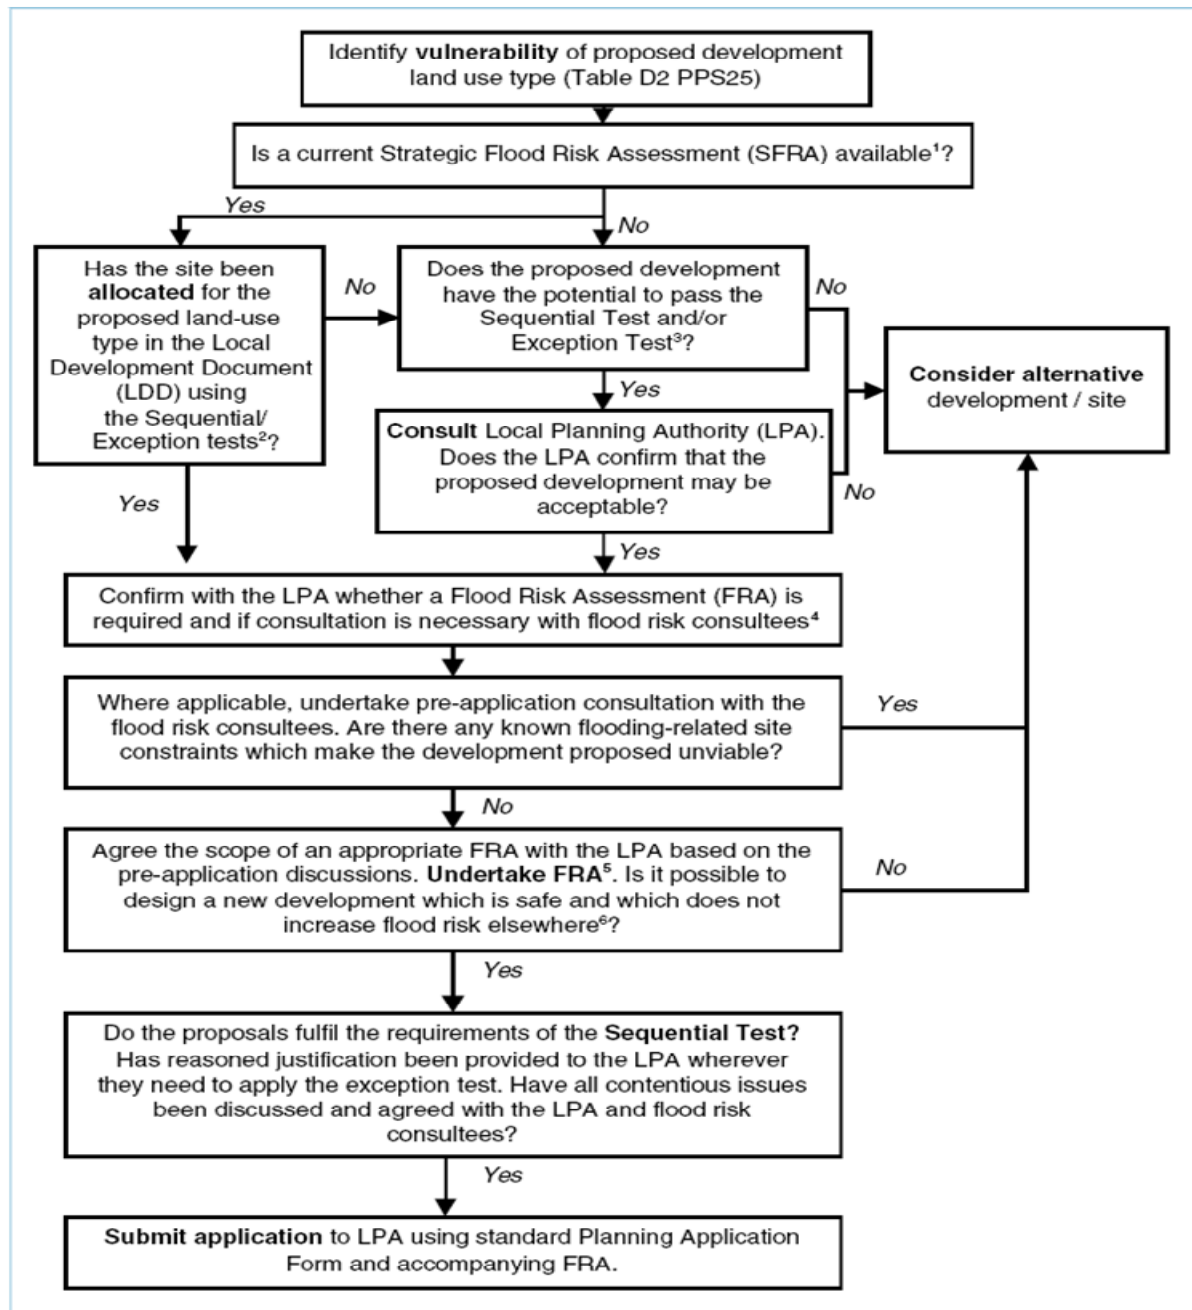 Identify vulnerability of proposed development
land use type (Table D2 PPS25)
Is a current Strategic Flood Risk Assessment (SFRA) available¹?
Yes
No
Has the site been
allocated for the
proposed land-use
type in the Local
Development Document
(LDD) using
the Sequential/
Exception tests²?
No
Does the proposed development
have the potential to pass the
Sequential Test and/or
Exception Test³?
No
Consider alternative
development / site
Yes
Consult Local Planning Authority (LPA).
Does the LPA confirm that the
proposed development may be
acceptable?
No
Yes
Yes
Confirm with the LPA whether a Flood Risk Assessment (FRA) is
required and if consultation is necessary with flood risk consultees⁴
Where applicable, undertake pre-application consultation with the
flood risk consultees. Are there any known flooding-related site
constraints which make the development proposed unviable?
Yes
No
Agree the scope of an appropriate FRA with the LPA based on the
pre-application discussions. Undertake FRA⁵. Is it possible to
design a new development which is safe and which does not
increase flood risk elsewhere⁶?
No
Yes
Do the proposals fulfil the requirements of the Sequential Test?
Has reasoned justification been provided to the LPA wherever
they need to apply the exception test. Have all contentious issues
been discussed and agreed with the LPA and flood risk
consultees?
Yes
Submit application to LPA using standard Planning Application
Form and accompanying FRA.